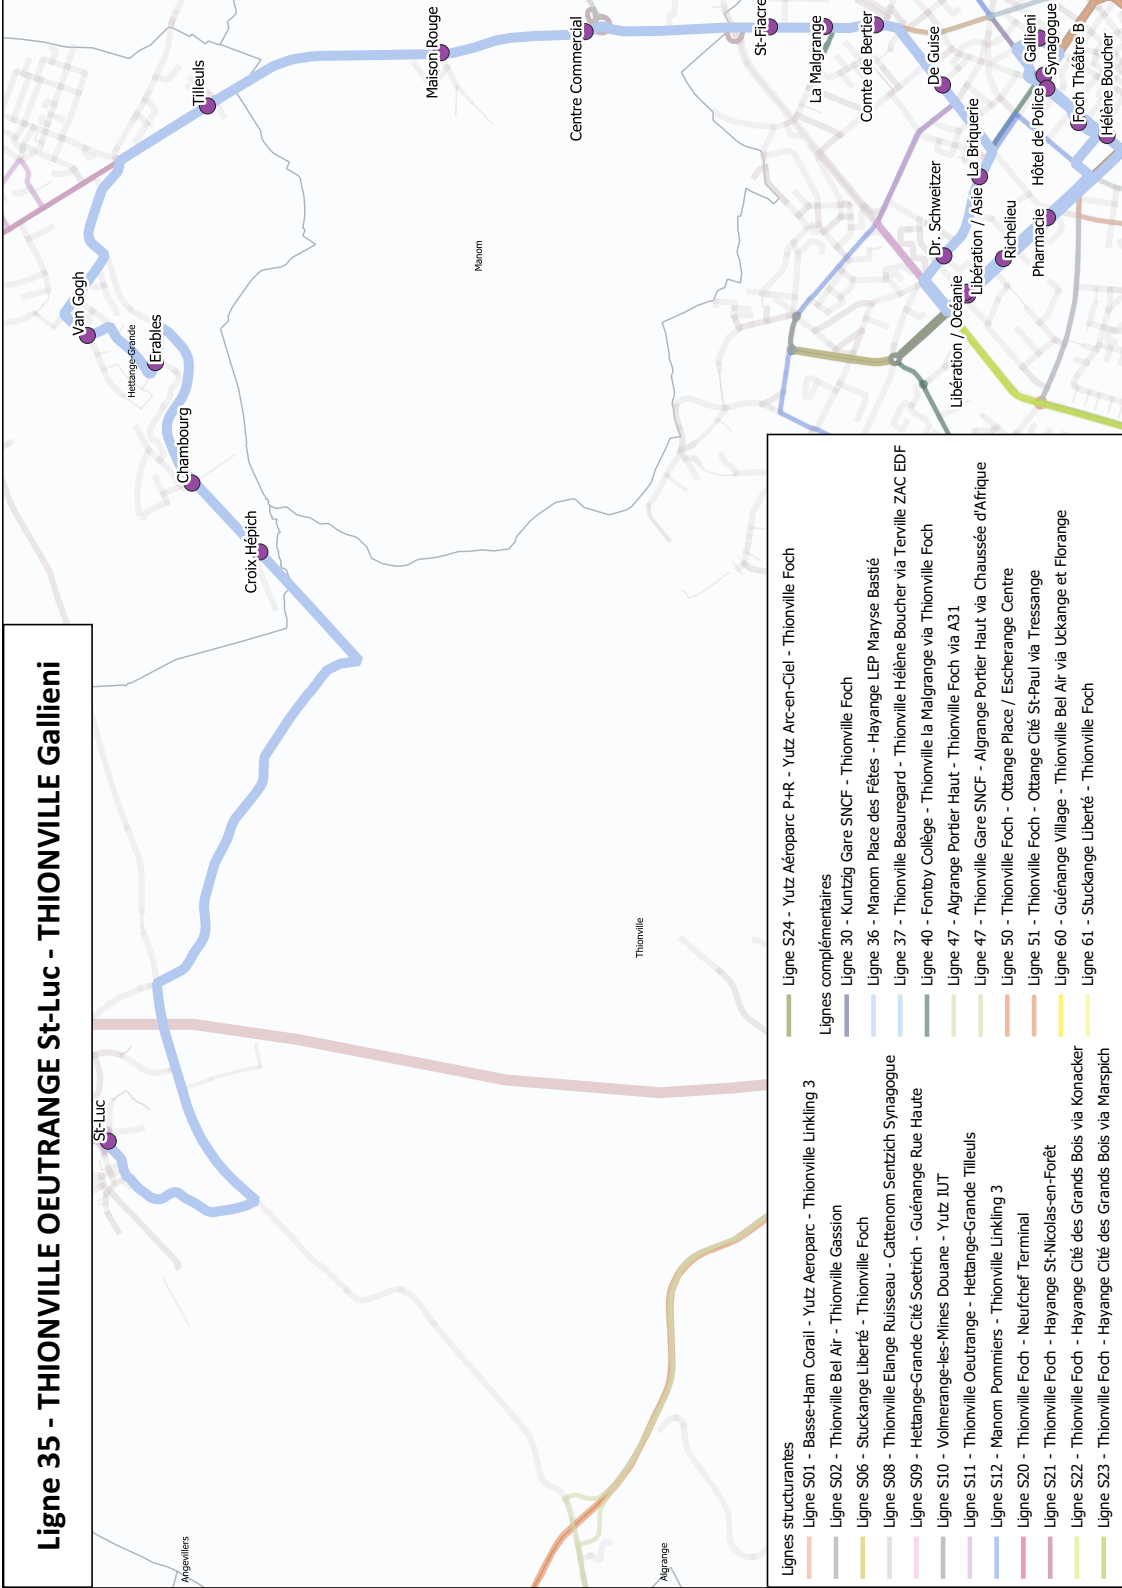 Ligne 35 - THIONVILLE OEUTRANGE St-Luc - THIONVILLE Gallieni
St-Luc
Croix Hépich
Chambourg
Erables
Van Gogh
Hettange-Grande
Tilleuls
Maison Rouge
Centre Commercial
St-Fiacre
La Malgrange
Comte de Bertier
De Guise
La Briquerie
Dr. Schweitzer
Libération / Asie
Libération / Océanie
Richelieu
Pharmacie
Hôtel de Police
Gallieni
Synagogue
Foch Théâtre B
Hélène Boucher
Manom
Thionville
Angevillers
Algrange
Lignes structurantes
Ligne S01 - Basse-Ham Corail - Yutz Aeroparc - Thionville Linkling 3
Ligne S02 - Thionville Bel Air - Thionville Gassion
Ligne S06 - Stuckange Liberté - Thionville Foch
Ligne S08 - Thionville Elange Ruisseau - Cattenom Sentzich Synagogue
Ligne S09 - Hettange-Grande Cité Soetrich - Guénange Rue Haute
Ligne S10 - Volmerange-les-Mines Douane - Yutz IUT
Ligne S11 - Thionville Oeutrange - Hettange-Grande Tilleuls
Ligne S12 - Manom Pommiers - Thionville Linkling 3
Ligne S20 - Thionville Foch - Neufchef Terminal
Ligne S21 - Thionville Foch - Hayange St-Nicolas-en-Forêt
Ligne S22 - Thionville Foch - Hayange Cité des Grands Bois via Konacker
Ligne S23 - Thionville Foch - Hayange Cité des Grands Bois via Marspich
Ligne S24 - Yutz Aéroparc P+R - Yutz Arc-en-Ciel - Thionville Foch
Lignes complémentaires
Ligne 30 - Kuntzig Gare SNCF - Thionville Foch
Ligne 36 - Manom Place des Fêtes - Hayange LEP Maryse Bastié
Ligne 37 - Thionville Beauregard - Thionville Hélène Boucher via Terville ZAC EDF
Ligne 40 - Fontoy Collège - Thionville la Malgrange via Thionville Foch
Ligne 47 - Algrange Portier Haut - Thionville Foch via A31
Ligne 47 - Thionville Gare SNCF - Algrange Portier Haut via Chaussée d'Afrique
Ligne 50 - Thionville Foch - Ottange Place / Escherange Centre
Ligne 51 - Thionville Foch - Ottange Cité St-Paul via Tressange
Ligne 60 - Guénange Village - Thionville Bel Air via Uckange et Florange
Ligne 61 - Stuckange Liberté - Thionville Foch